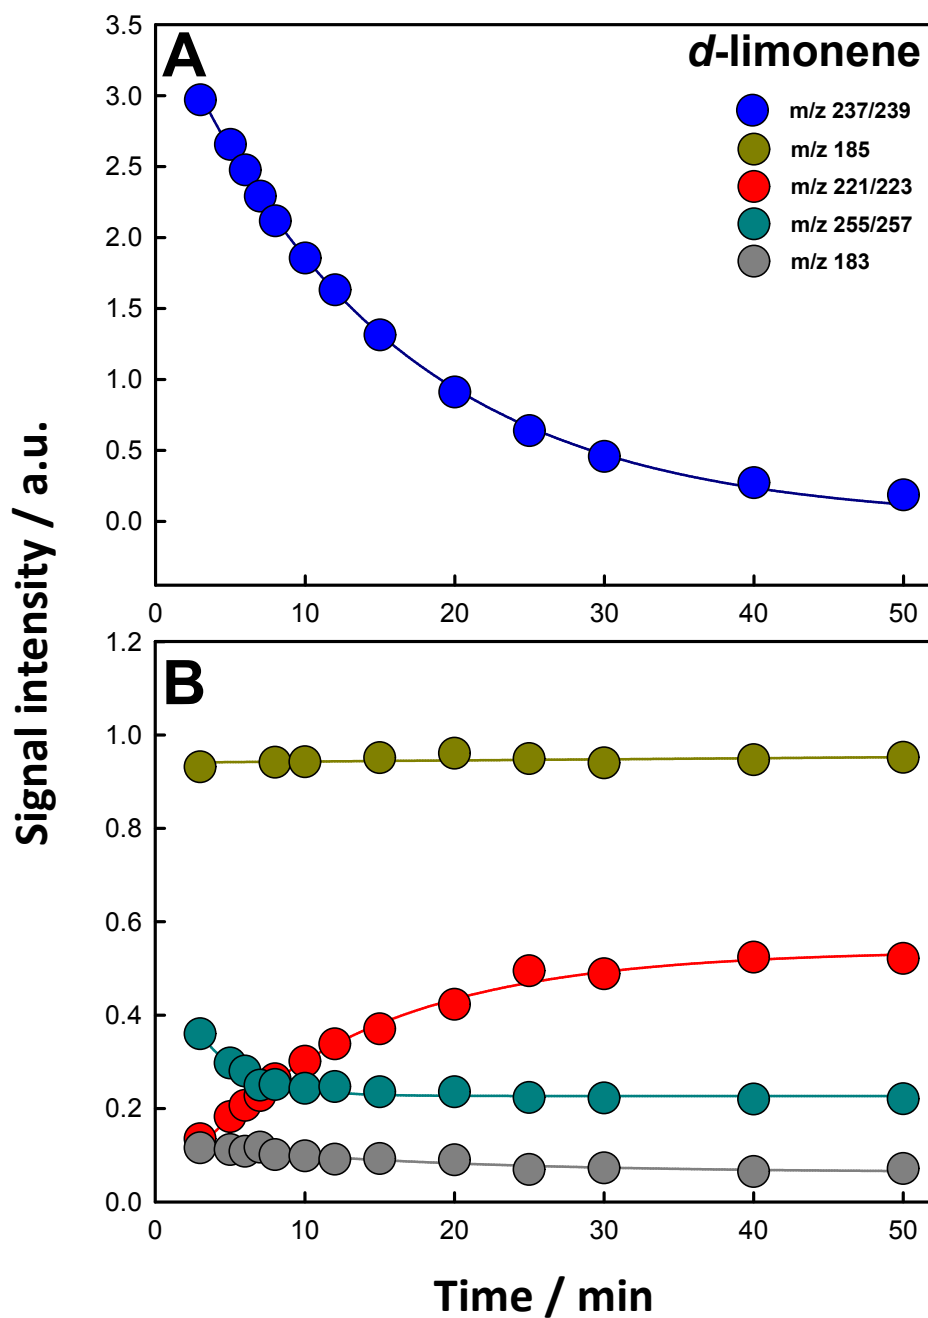 A
d-limonene
m/z 237/239
m/z 185
m/z 221/223
m/z 255/257
m/z 183
3.5
3.0
2.5
2.0
1.5
1.0
0.5
0.0
0 10 20 30 40 50
Signal intensity / a.u.
B
1.2
1.0
0.8
0.6
0.4
0.2
0.0
0 10 20 30 40 50
Time / min